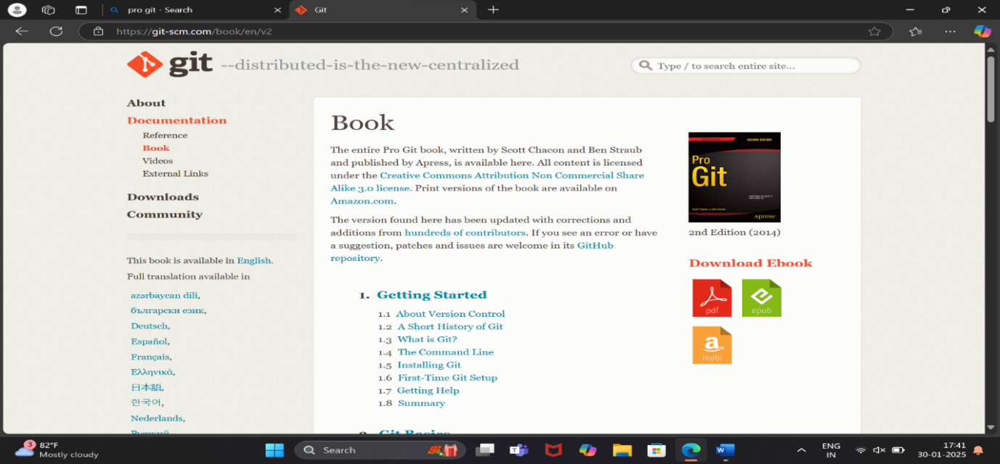 pro git - Search
Git
https://git-scm.com/book/en/v2
git --distributed-is-the-new-centralized
Type / to search entire site...
About
Documentation
Reference
Book
Videos
External Links
Downloads
Community
This book is available in English.
Full translation available in
azərbaycan dili,
български език,
Deutsch,
Español,
Français,
Ελληνικά,
日本語,
한국어,
Nederlands,
Русский
Book
The entire Pro Git book, written by Scott Chacon and Ben Straub
and published by Apress, is available here. All content is licensed
under the Creative Commons Attribution Non Commercial Share
Alike 3.0 license. Print versions of the book are available on
Amazon.com.
The version found here has been updated with corrections and
additions from hundreds of contributors. If you see an error or have
a suggestion, patches and issues are welcome in its GitHub
repository.
1. Getting Started
1.1 About Version Control
1.2 A Short History of Git
1.3 What is Git?
1.4 The Command Line
1.5 Installing Git
1.6 First-Time Git Setup
1.7 Getting Help
1.8 Summary
2. Git Basics
SECOND EDITION
Pro
Git
Scott Chacon and Ben Straub
Apress
2nd Edition (2014)
Download Ebook
pdf
epub
mobi
3
82°F
Mostly cloudy
Search
ENG
IN
17:41
30-01-2025